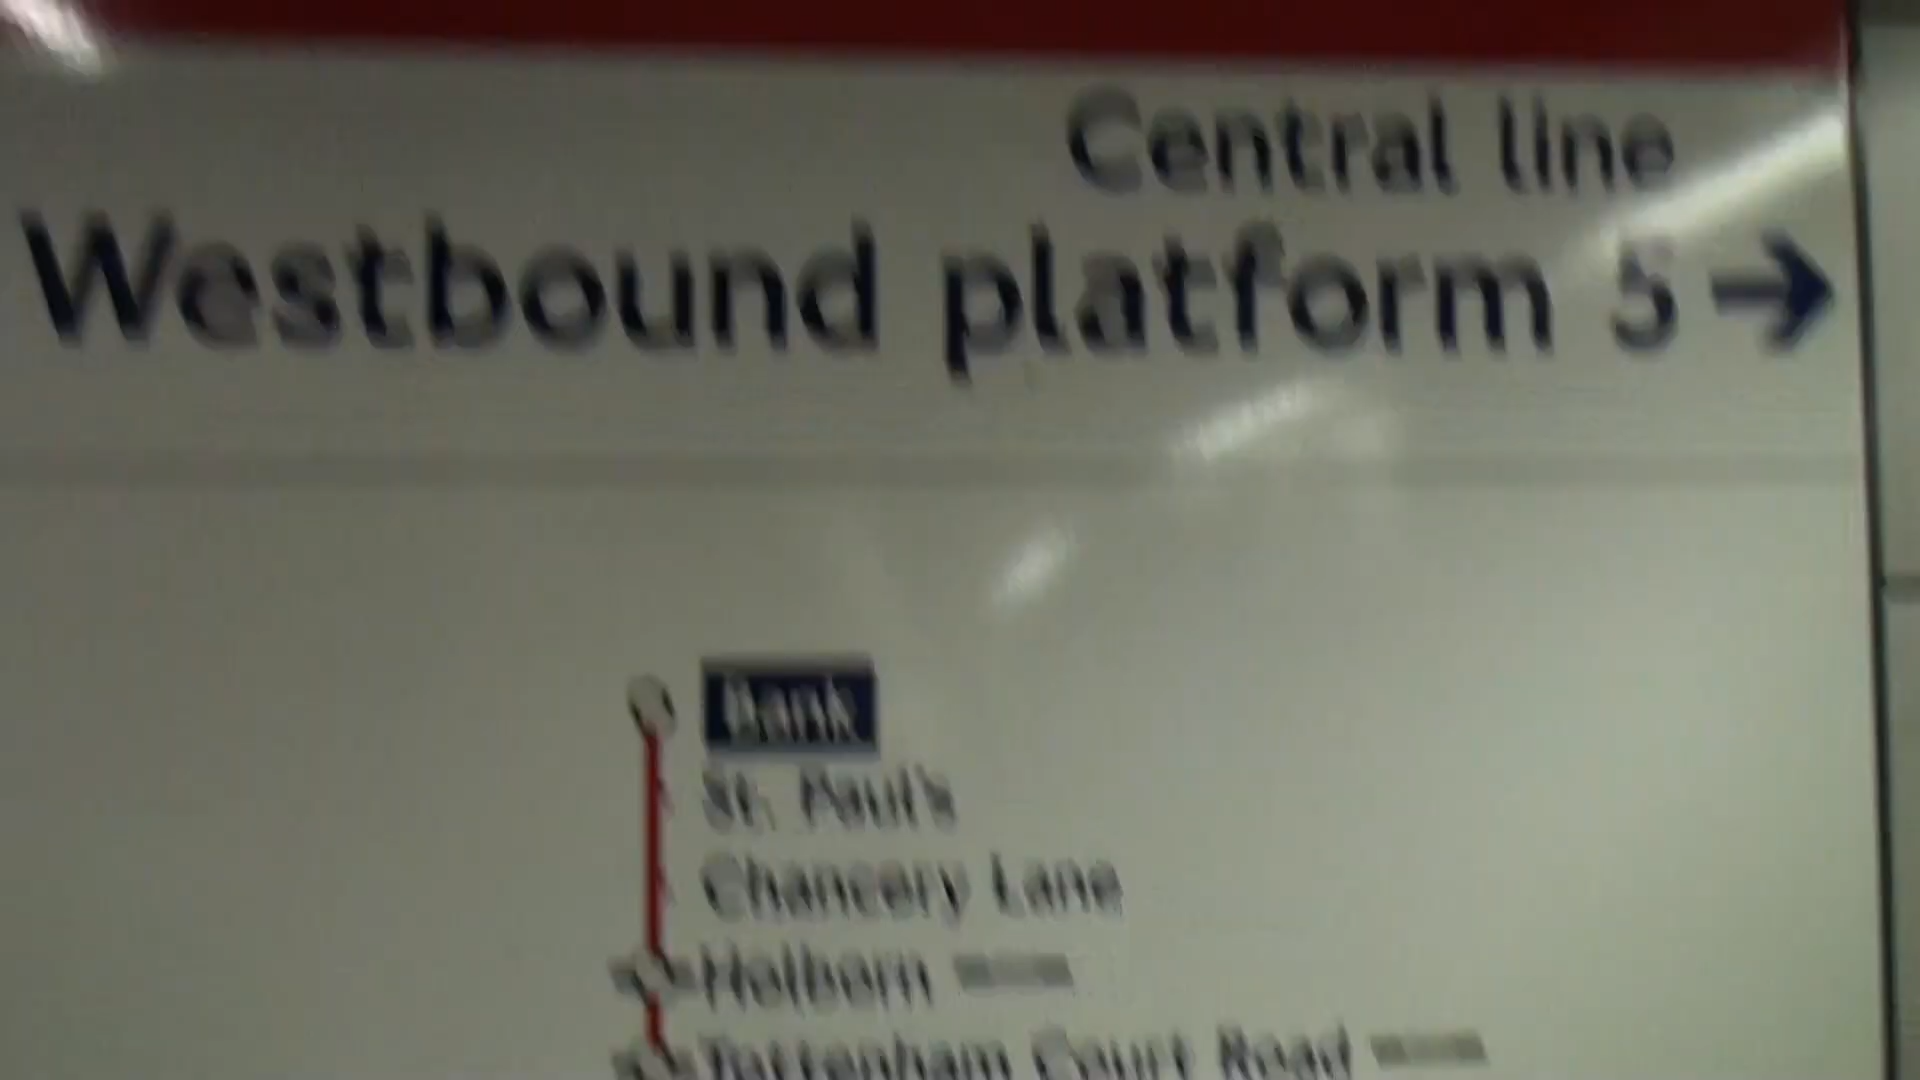 Central line
Westbound platform 5 →
Bank
St. Paul's
Chancery Lane
Holborn
Tottenham Court Road